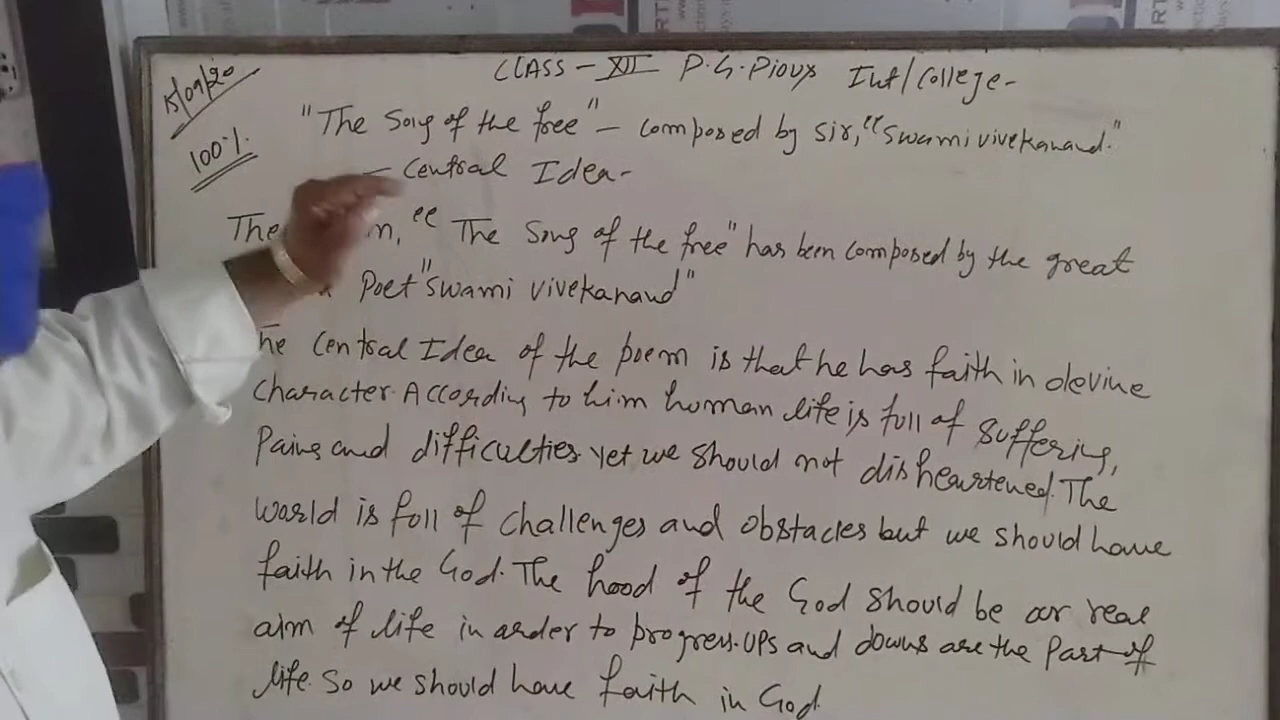 CLASS - XII P.G. Pioux Int/College -
15/09/20
"The Song of the free" - composed by sir, "Swami vivekanand."
100%.
- Central Idea -
The n, " The Song of the free" has been composed by the great
Poet "Swami vivekanand"
he Central Idea of the poem is that he has faith in devine
Character. According to him human life is full of suffering,
Pains and difficulties. Yet we should not disheartened. The
world is full of challenges and obstacles but we should have
faith in the God. The hood of the God should be our real
aim of life in order to progress. Ups and downs are the part of
life. So we should have faith in God.